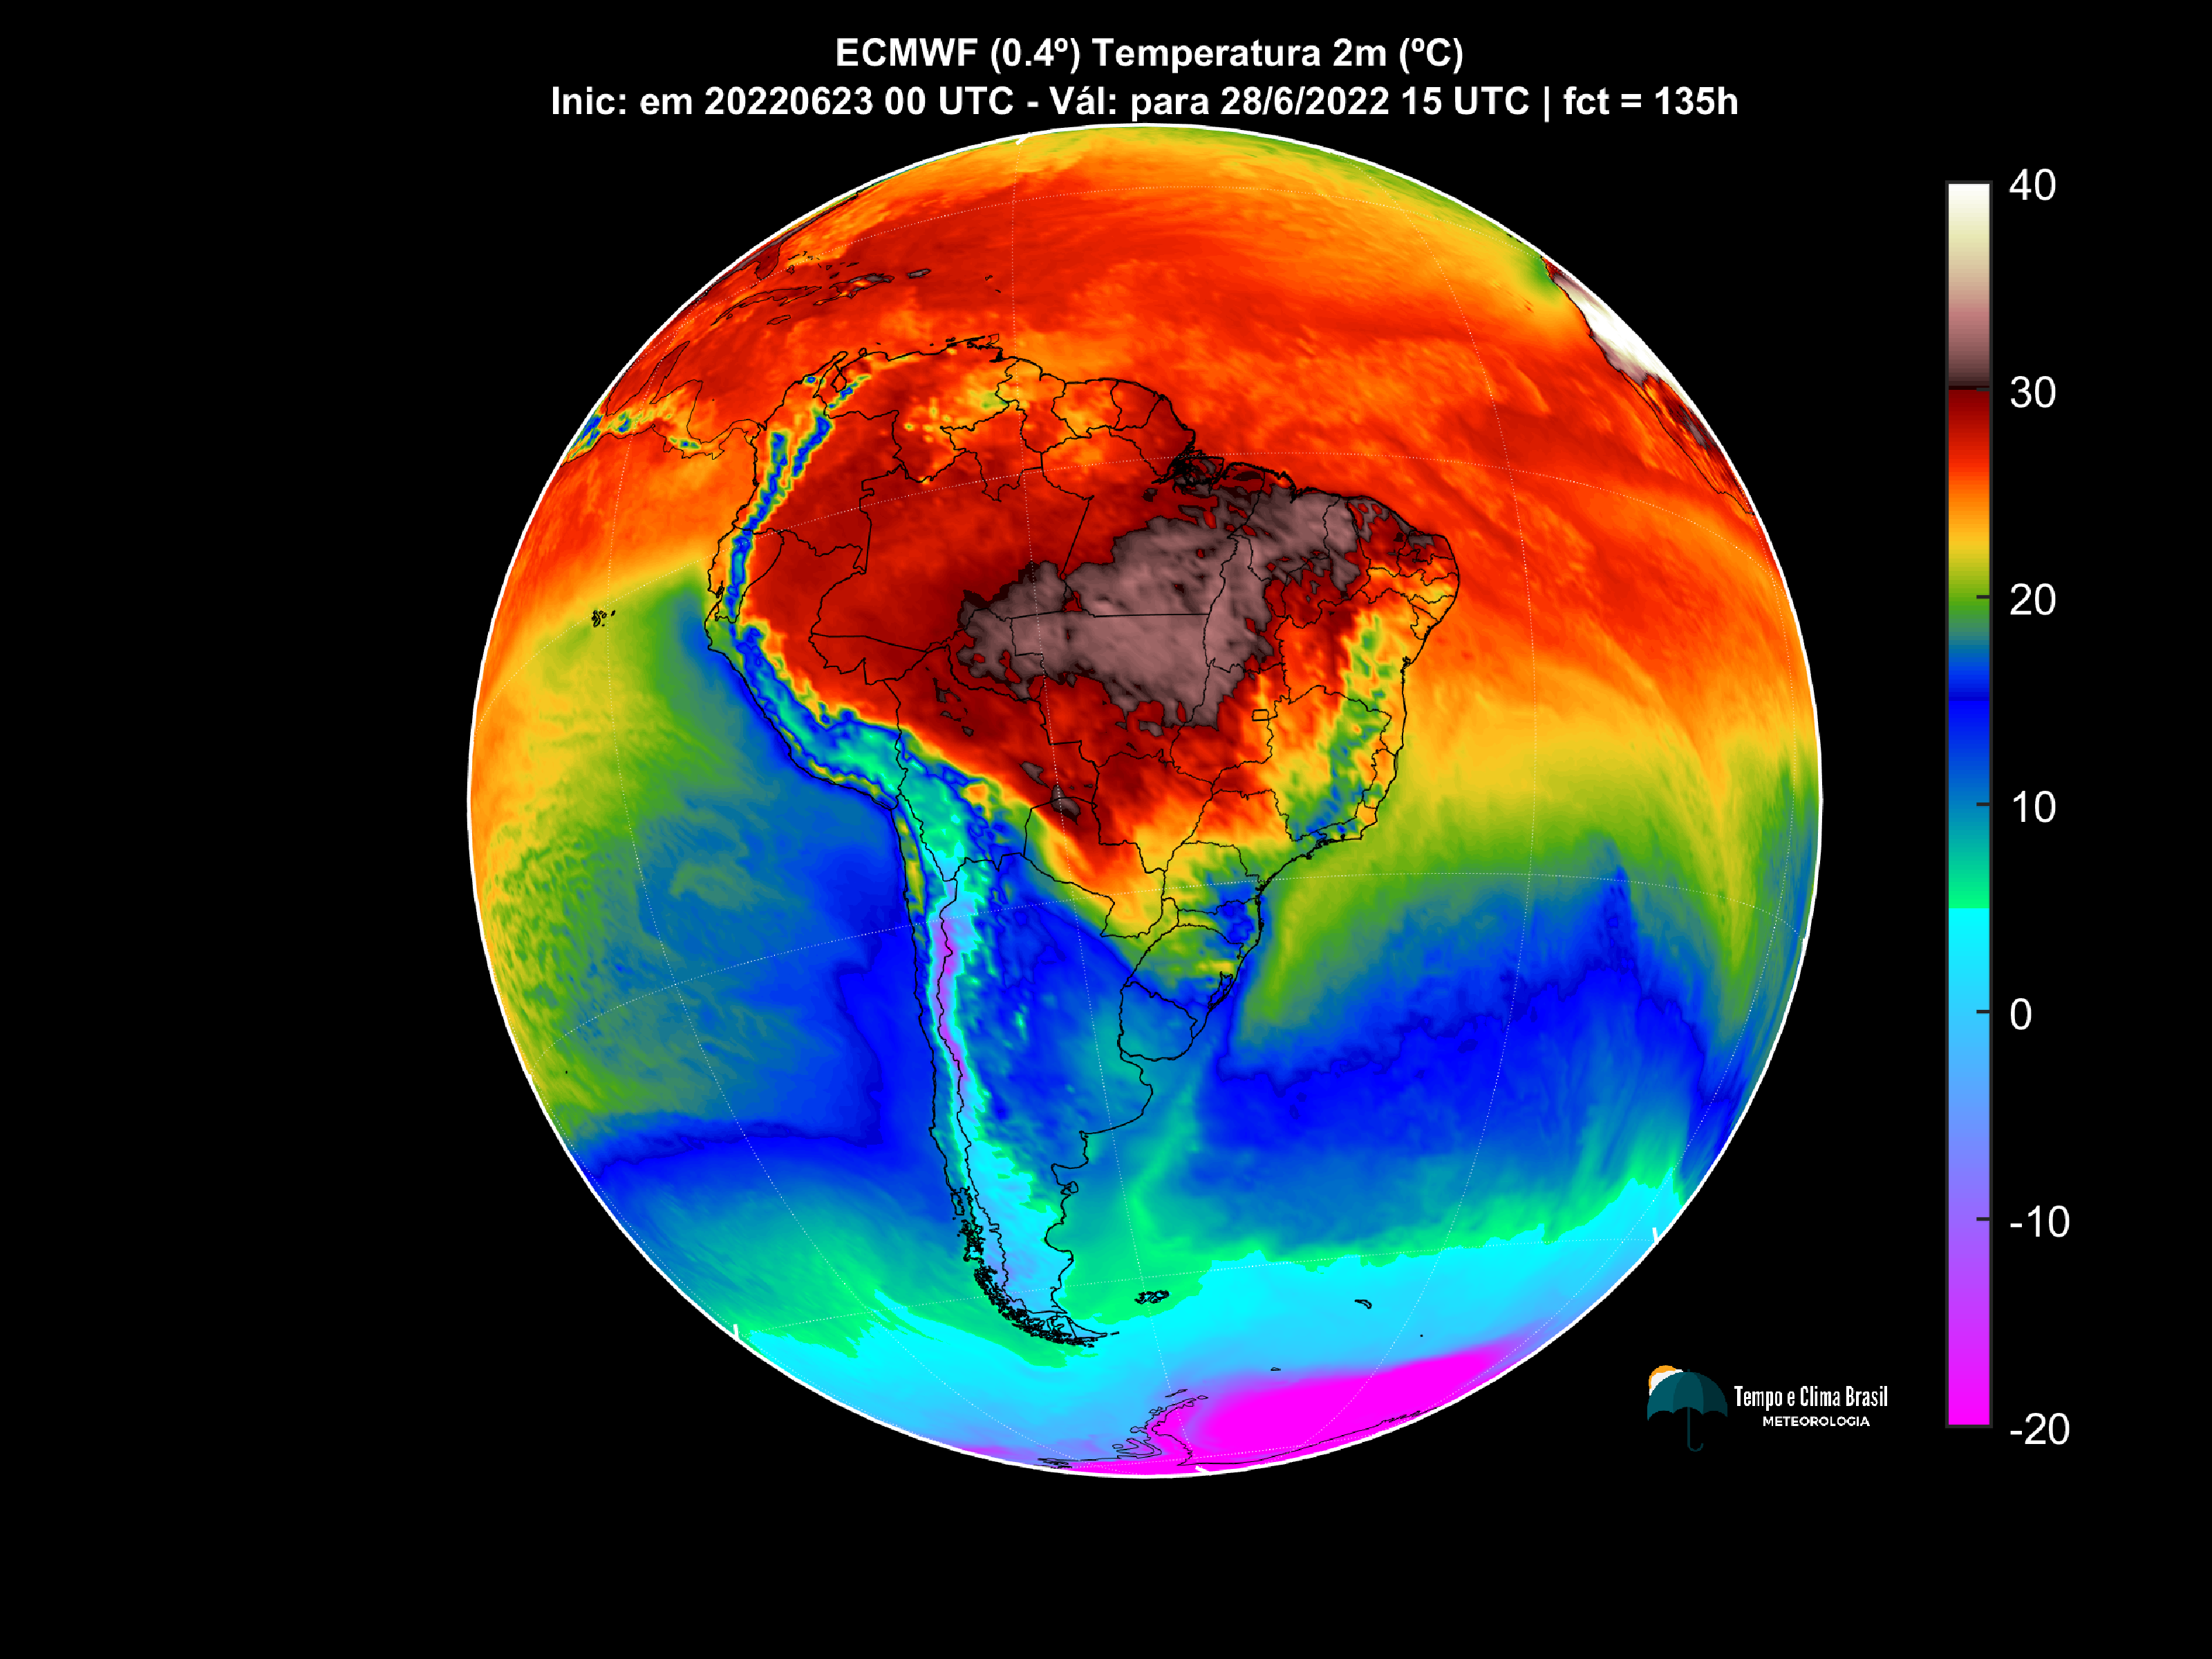 ECMWF (0.4º) Temperatura 2m (ºC)
Inic: em 20220623 00 UTC - Vál: para 28/6/2022 15 UTC | fct = 135h
40
30
20
10
0
-10
-20
Tempo e Clima Brasil
METEOROLOGIA